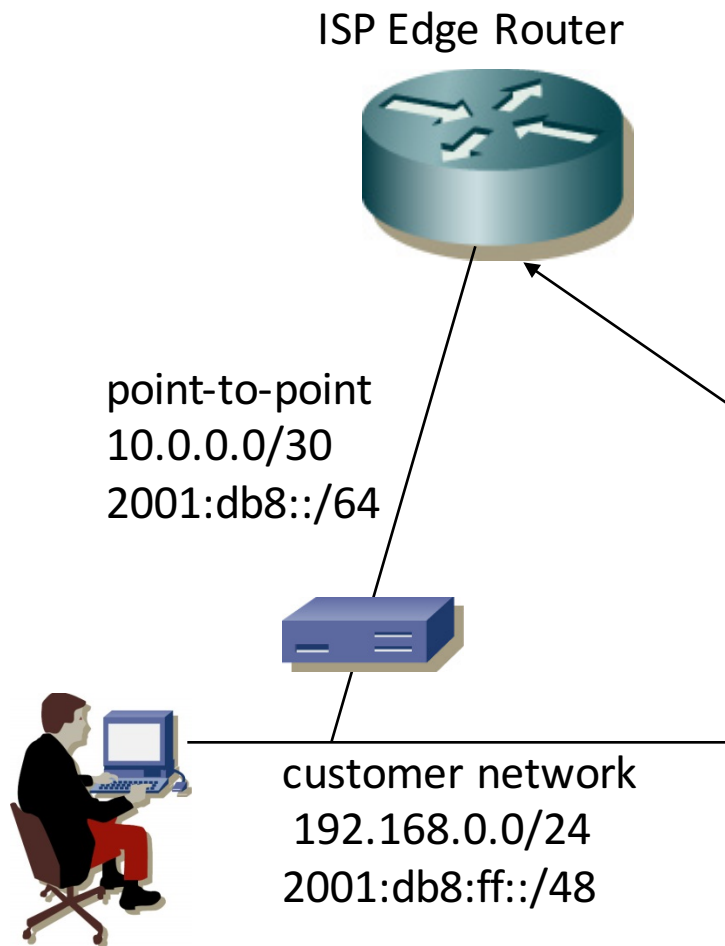 ISP Edge Router
point-to-point
10.0.0.0/30
2001:db8::/64
customer network
192.168.0.0/24
2001:db8:ff::/48